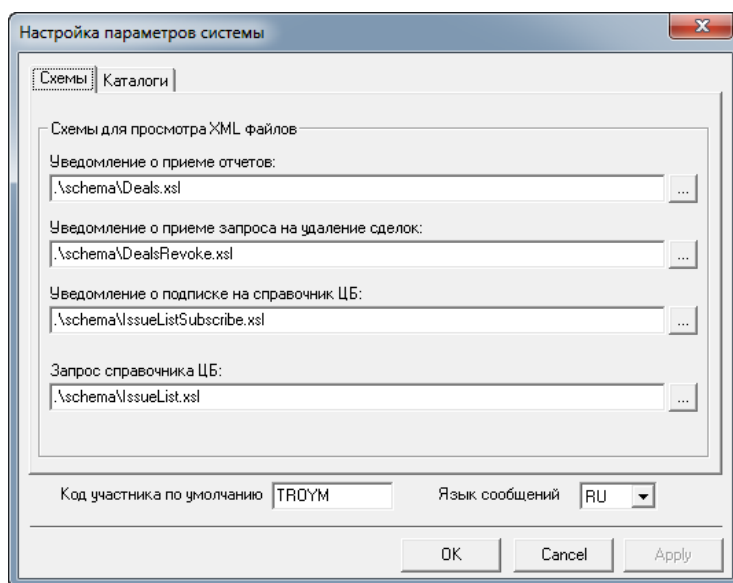 Настройка параметров системы
Схемы Каталоги
Схемы для просмотра XML файлов
Уведомление о приеме отчетов:
.\schema\Deals.xsl ...
Уведомление о приеме запроса на удаление сделок:
.\schema\DealsRevoke.xsl ...
Уведомление о подписке на справочник ЦБ:
.\schema\IssueListSubscribe.xsl ...
Запрос справочника ЦБ:
.\schema\IssueList.xsl ...
Код участника по умолчанию TROYM Язык сообщений RU
OK Cancel Apply